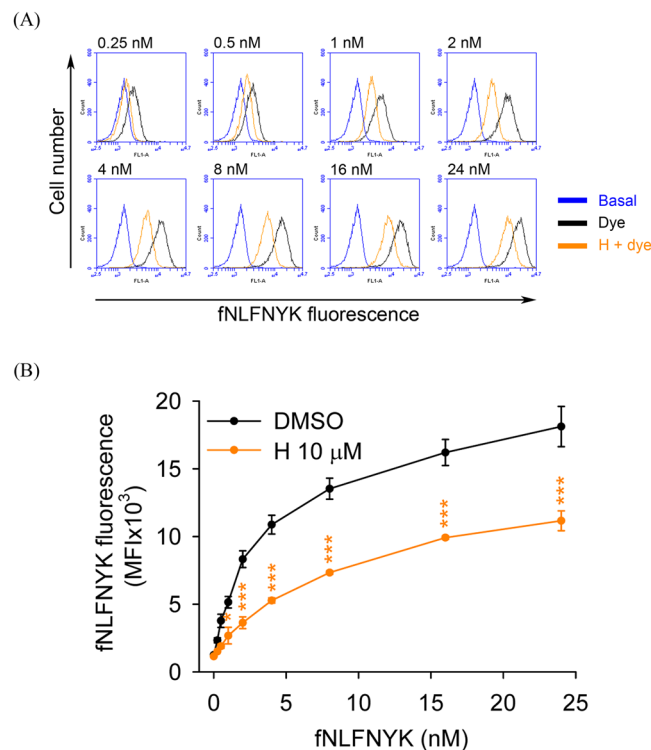 (A)
0.25 nM
0.5 nM
1 nM
2 nM
4 nM
8 nM
16 nM
24 nM
Cell number
Count
FL1-A
Basal
Dye
H + dye
fNLFNYK fluorescence
(B)
fNLFNYK fluorescence
(MFIx10³)
20
15
10
5
0
DMSO
H 10 μM
*
***
***
***
***
***
0 5 10 15 20 25
fNLFNYK (nM)